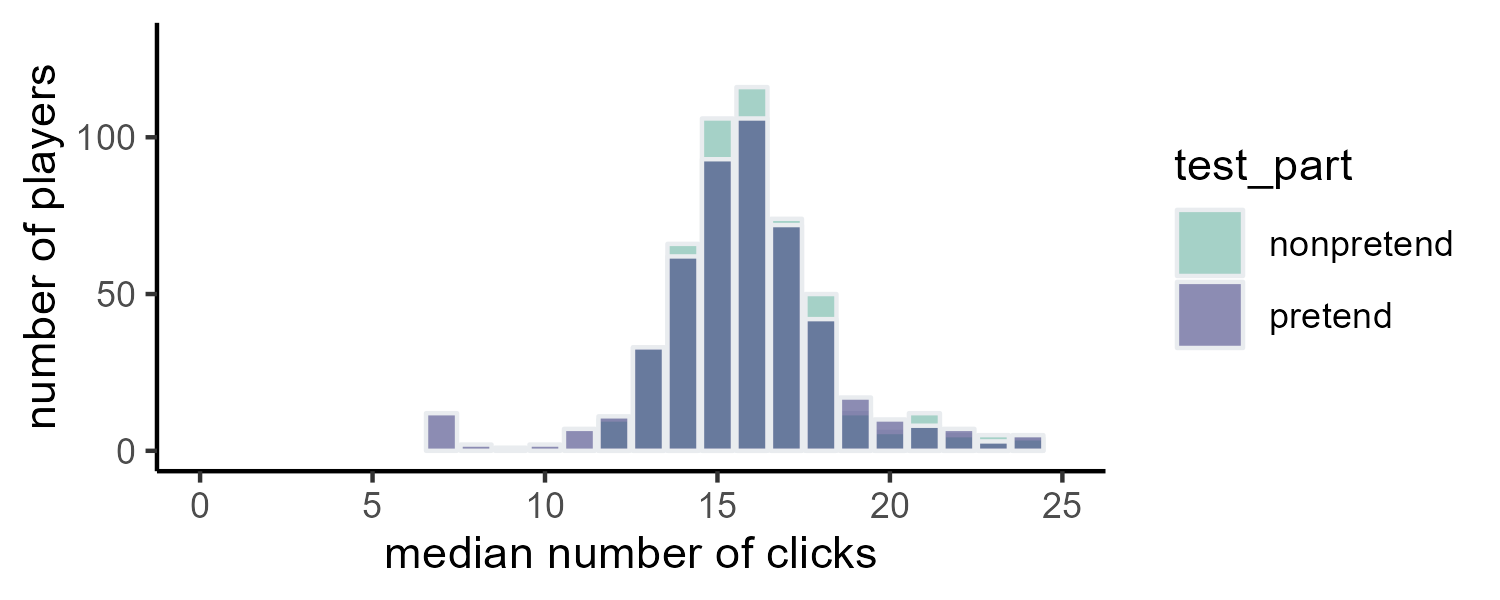 number of players
100
50
0
0 5 10 15 20 25
median number of clicks
test_part
nonpretend
pretend